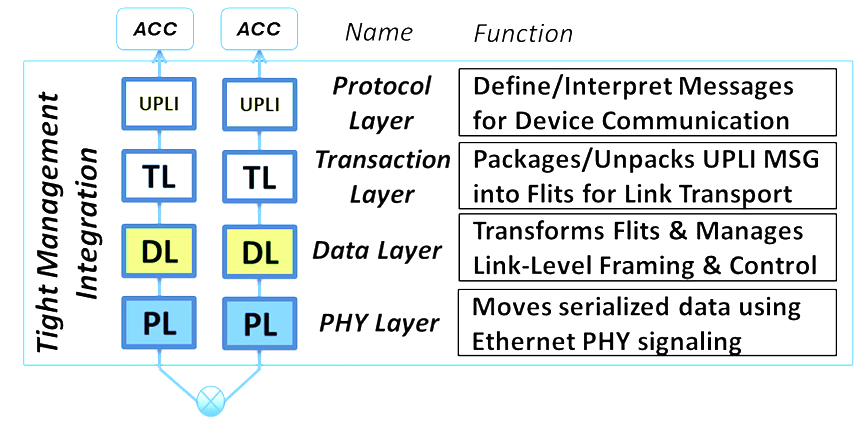 ACC ACC Name Function
Tight Management
Integration
UPLI UPLI Protocol
Layer
Define/Interpret Messages
for Device Communication
TL TL Transaction
Layer
Packages/Unpacks UPLI MSG
into Flits for Link Transport
DL DL Data Layer
Transforms Flits & Manages
Link-Level Framing & Control
PL PL PHY Layer
Moves serialized data using
Ethernet PHY signaling